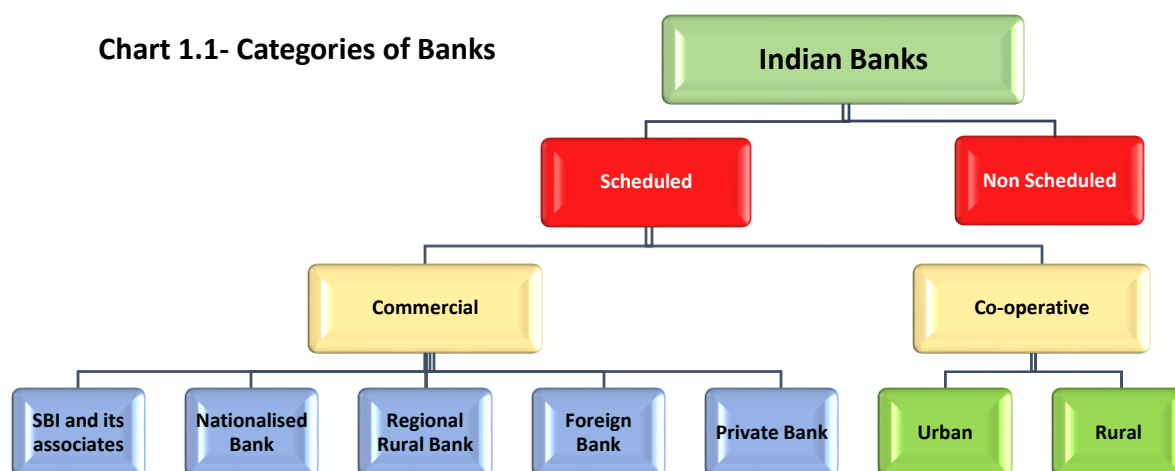 Chart 1.1- Categories of Banks
Indian Banks
Scheduled
Non Scheduled
Commercial
Co-operative
SBI and its
associates
Nationalised
Bank
Regional
Rural Bank
Foreign
Bank
Private Bank
Urban
Rural